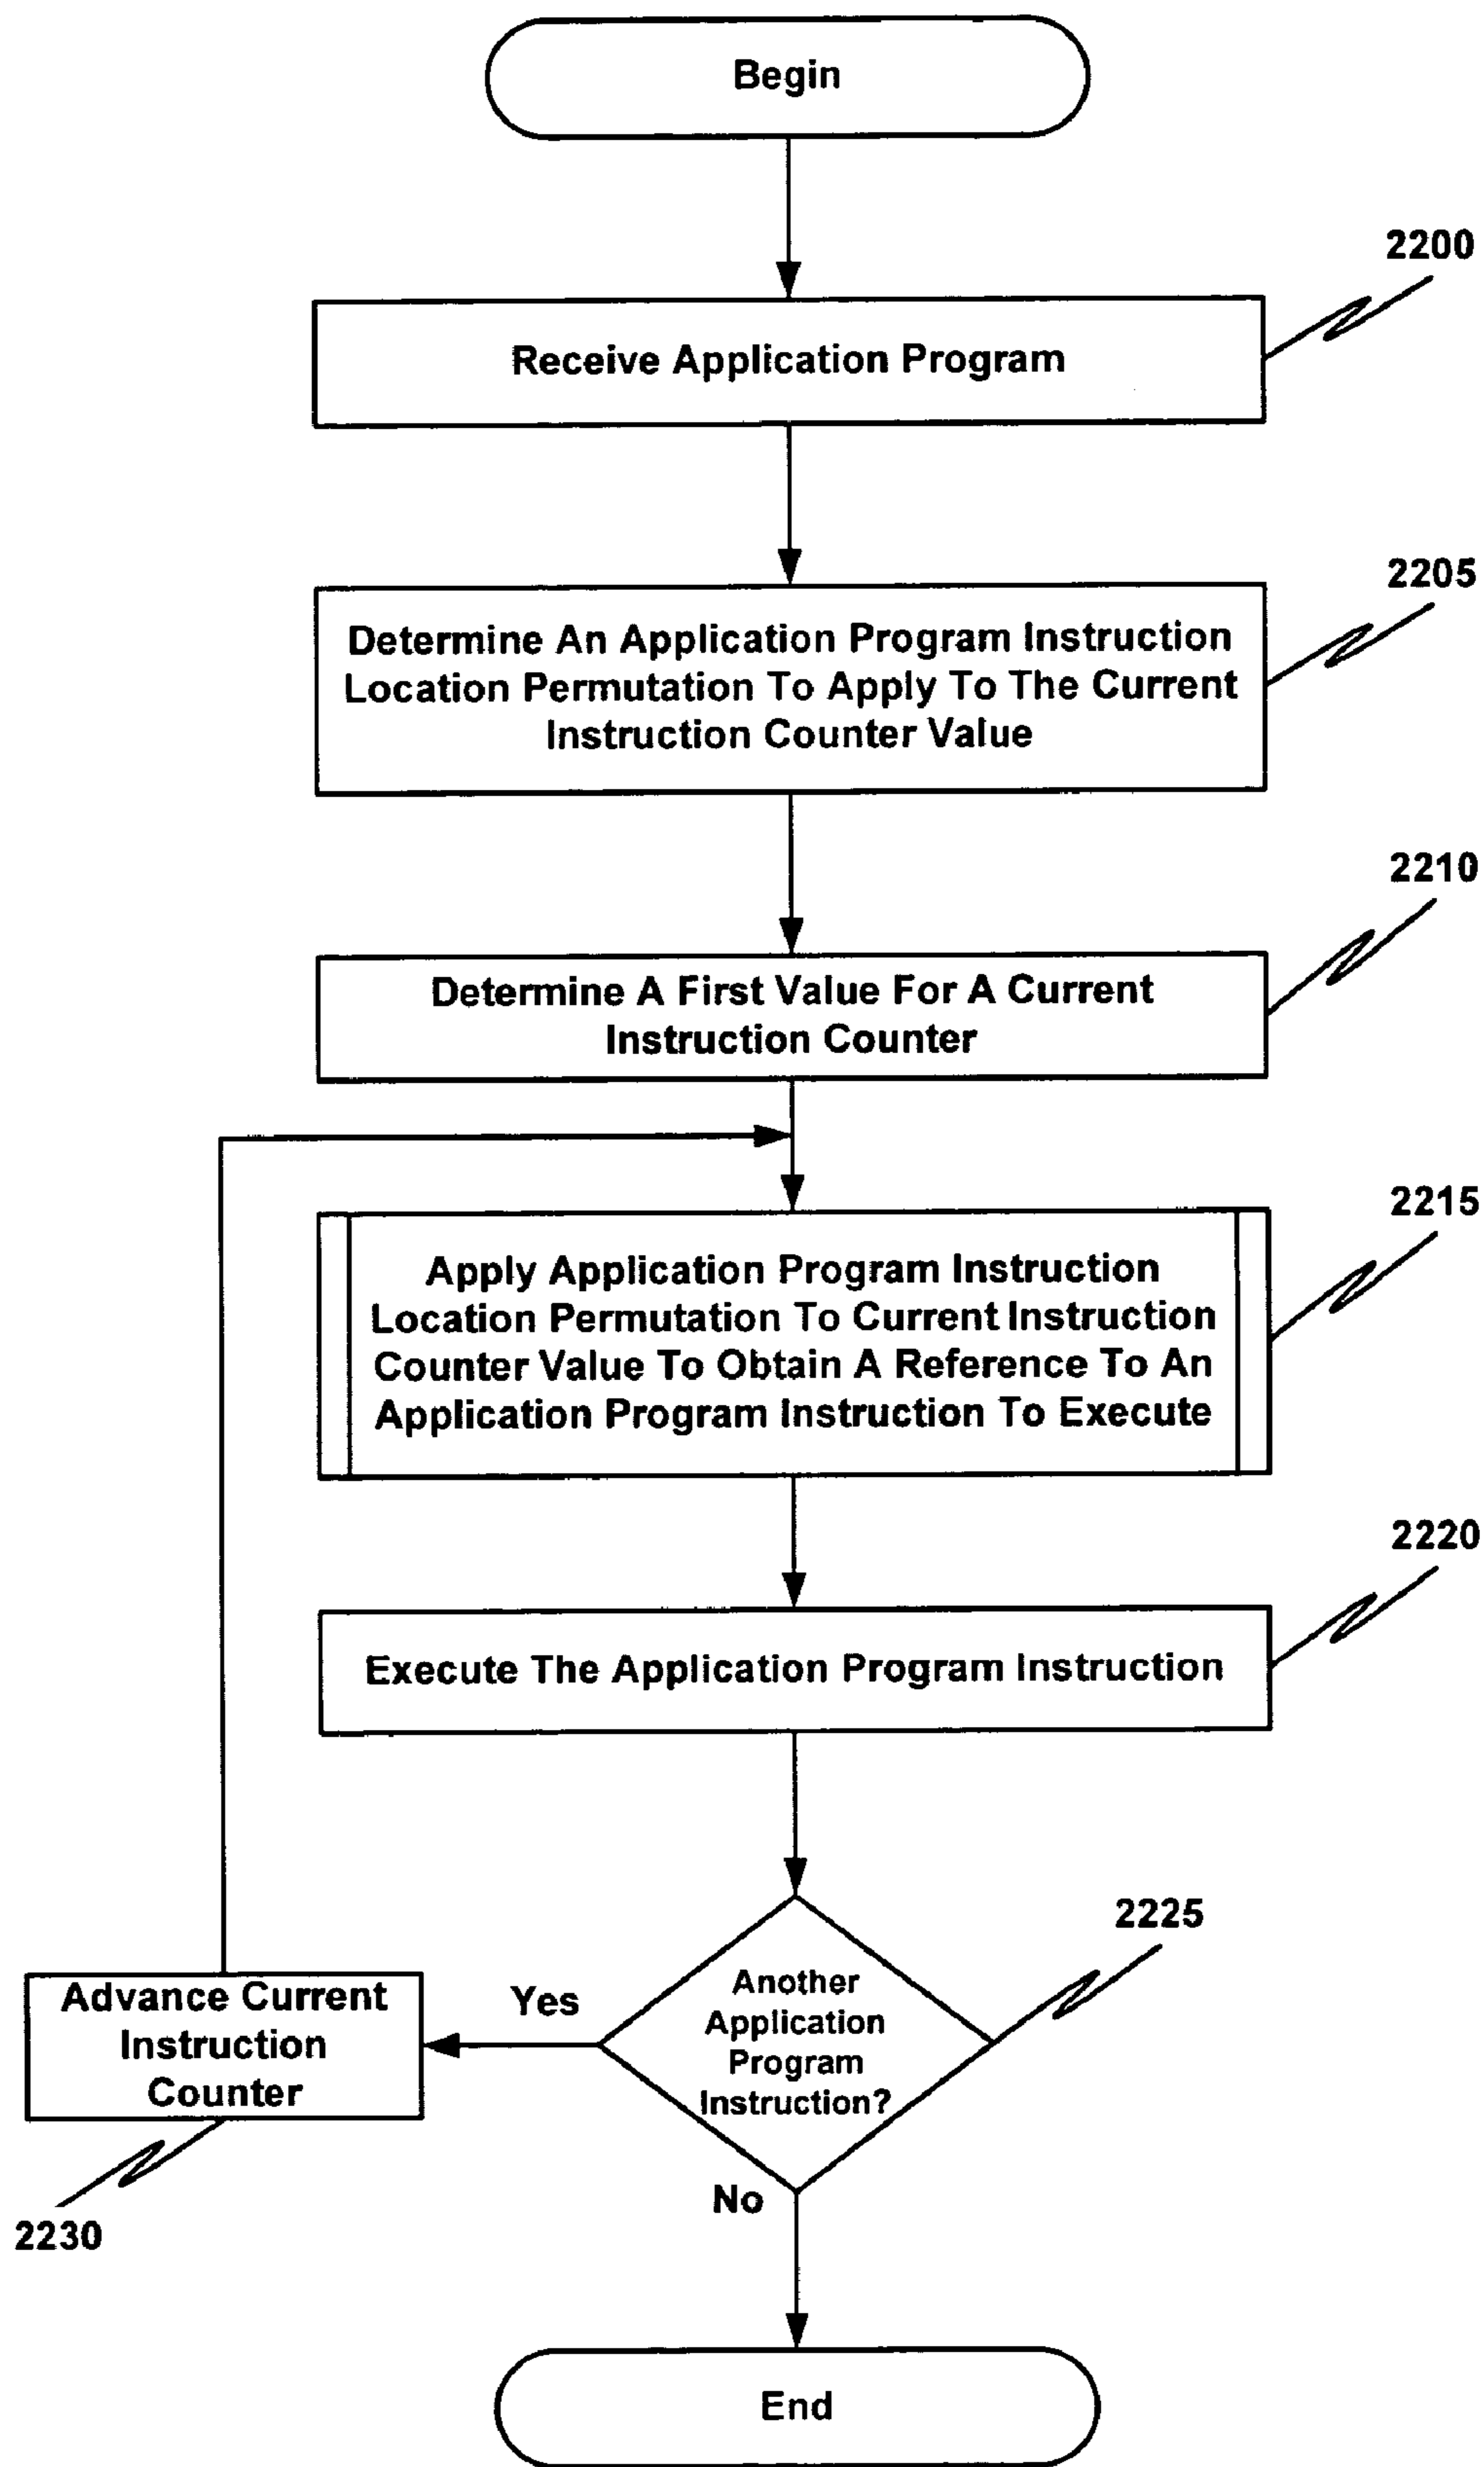 Begin
2200
Receive Application Program
2205
Determine An Application Program Instruction
Location Permutation To Apply To The Current
Instruction Counter Value
2210
Determine A First Value For A Current
Instruction Counter
2215
Apply Application Program Instruction
Location Permutation To Current Instruction
Counter Value To Obtain A Reference To An
Application Program Instruction To Execute
2220
Execute The Application Program Instruction
2225
Another
Application
Program
Instruction?
Yes
Advance Current
Instruction
Counter
2230
No
End